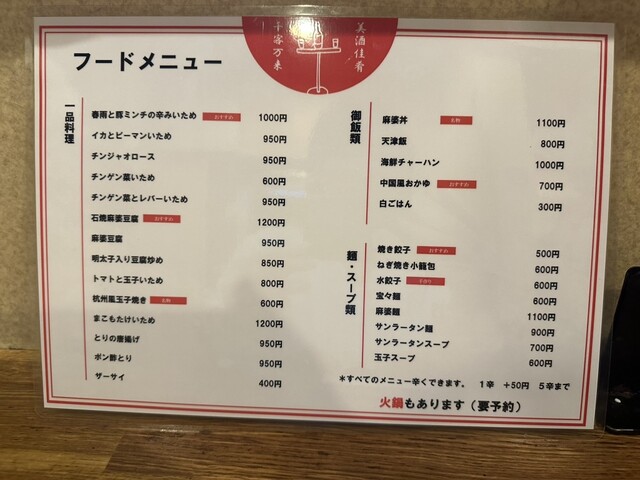 美酒佳肴
千客万来
フードメニュー
一品料理
春雨と豚ミンチの辛みいため おすすめ 1000円
イカとピーマンいため 950円
チンジャオロース 950円
チンゲン菜いため 600円
チンゲン菜とレバーいため 950円
石焼麻婆豆腐 おすすめ 1200円
麻婆豆腐 950円
明太子入り豆腐炒め 850円
トマトと玉子いため 800円
杭州風玉子焼き 名物 600円
まこもたけいため 1200円
とりの唐揚げ 950円
ポン酢とり 950円
ザーサイ 400円
御飯類
麻婆丼 名物 1100円
天津飯 800円
海鮮チャーハン 1000円
中国風おかゆ おすすめ 700円
白ごはん 300円
麺・スープ類
焼き餃子 おすすめ 500円
ねぎ焼き小籠包 600円
水餃子 手作り 600円
宝々麺 600円
麻婆麺 1100円
サンラータン麺 900円
サンラータンスープ 700円
玉子スープ 600円
＊すべてのメニュー辛くできます。 1辛 +50円 5辛まで
火鍋もあります（要予約）